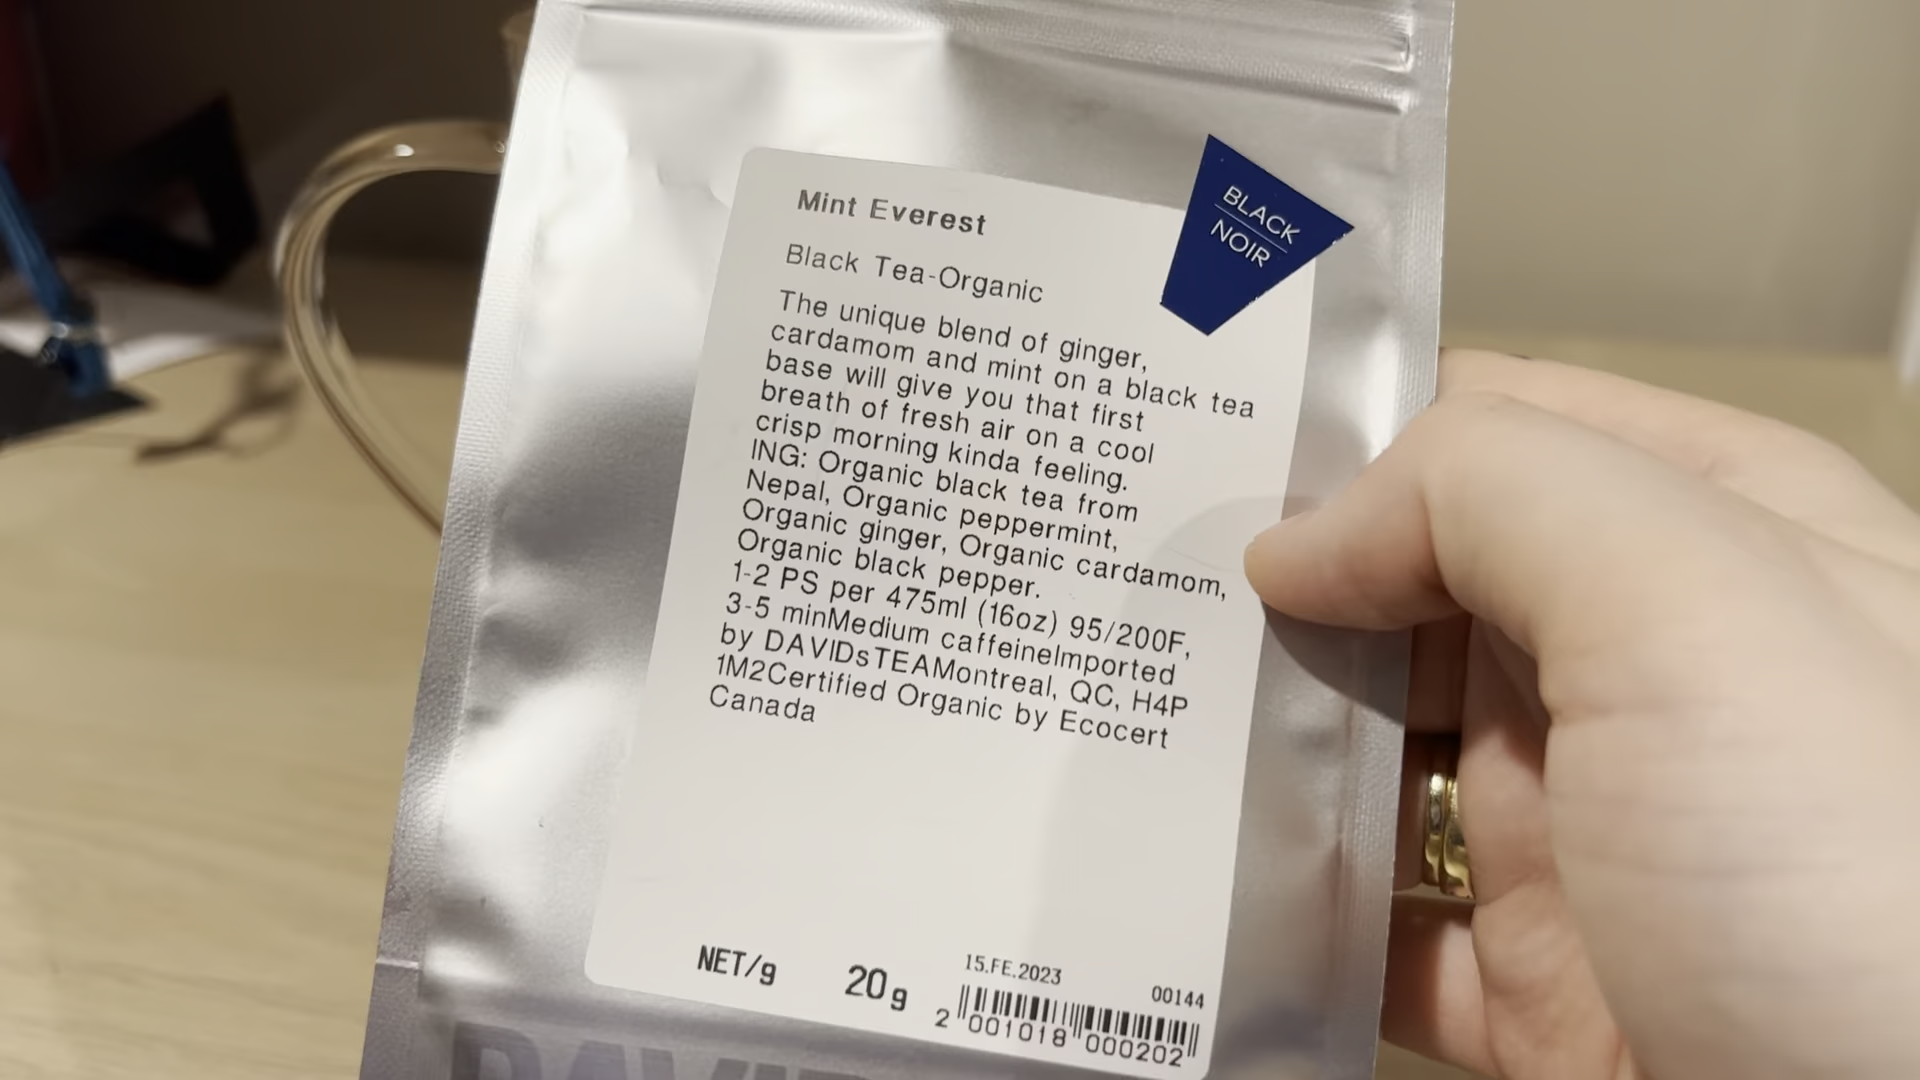 Mint Everest
BLACK
NOIR
Black Tea-Organic
The unique blend of ginger,
cardamom and mint on a black tea
base will give you that first
breath of fresh air on a cool
crisp morning kinda feeling.
ING: Organic black tea from
Nepal, Organic peppermint,
Organic ginger, Organic cardamom,
Organic black pepper.
1-2 PS per 475ml (16oz) 95/200F,
3-5 minMedium caffeineImported
by DAVIDsTEAMontreal, QC, H4P
1M2Certified Organic by Ecocert
Canada
15.FE.2023
NET/g 20g 00144
2 001018 000202